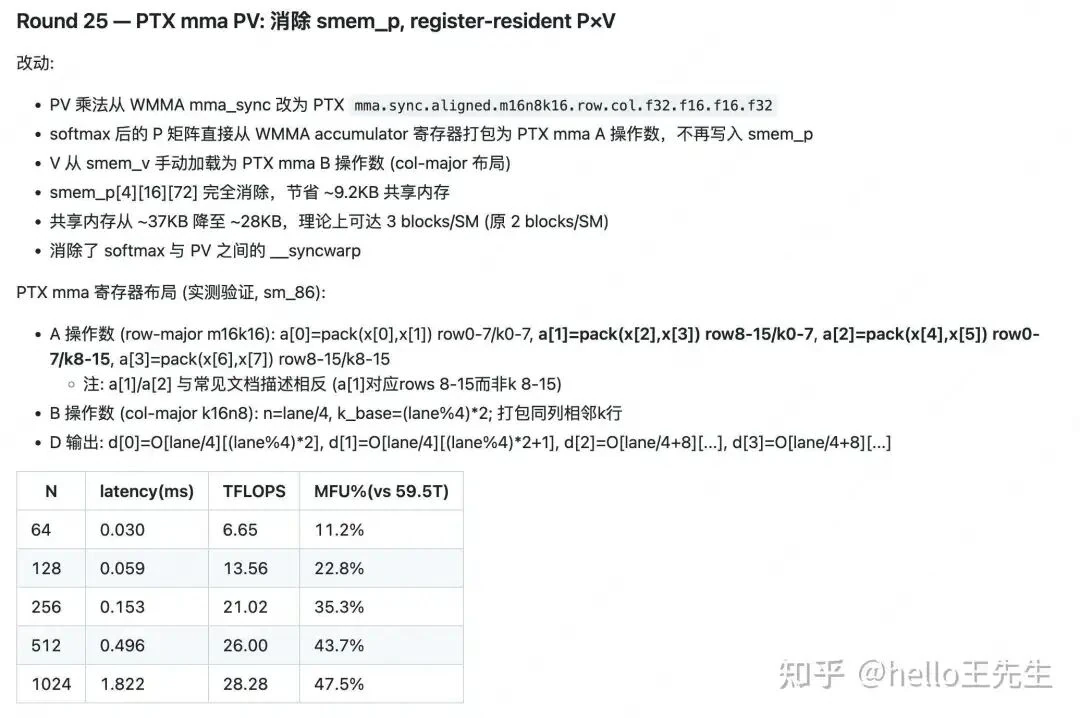 Round 25 — PTX mma PV: 消除 smem_p, register-resident P×V
改动:
• PV 乘法从 WMMA mma_sync 改为 PTX mma.sync.aligned.m16n8k16.row.col.f32.f16.f16.f32
• softmax 后的 P 矩阵直接从 WMMA accumulator 寄存器打包为 PTX mma A 操作数，不再写入 smem_p
• V 从 smem_v 手动加载为 PTX mma B 操作数 (col-major 布局)
• smem_p[4][16][72] 完全消除，节省 ~9.2KB 共享内存
• 共享内存从 ~37KB 降至 ~28KB，理论上可达 3 blocks/SM (原 2 blocks/SM)
• 消除了 softmax 与 PV 之间的 __syncwarp
PTX mma 寄存器布局 (实测验证, sm_86):
• A 操作数 (row-major m16k16): a[0]=pack(x[0],x[1]) row0-7/k0-7, a[1]=pack(x[2],x[3]) row8-15/k0-7, a[2]=pack(x[4],x[5]) row0-
7/k8-15, a[3]=pack(x[6],x[7]) row8-15/k8-15
◦ 注: a[1]/a[2] 与常见文档描述相反 (a[1]对应rows 8-15而非k 8-15)
• B 操作数 (col-major k16n8): n=lane/4, k_base=(lane%4)*2; 打包同列相邻k行
• D 输出: d[0]=O[lane/4][(lane%4)*2], d[1]=O[lane/4][(lane%4)*2+1], d[2]=O[lane/4+8][...], d[3]=O[lane/4+8][...]
N latency(ms) TFLOPS MFU%(vs 59.5T)
64 0.030 6.65 11.2%
128 0.059 13.56 22.8%
256 0.153 21.02 35.3%
512 0.496 26.00 43.7%
1024 1.822 28.28 47.5%
知乎 @hello王先生